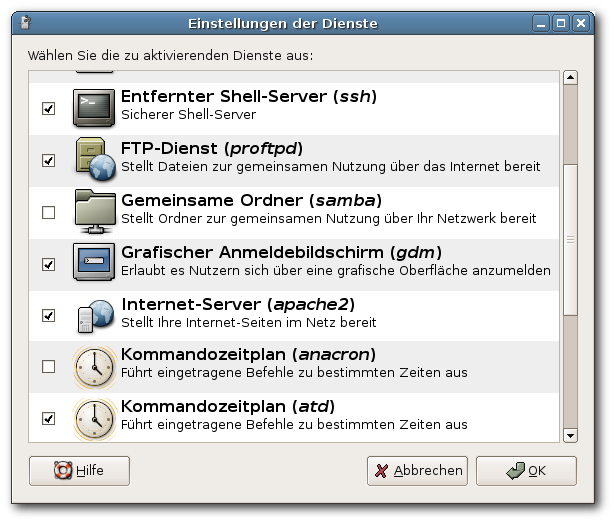 Einstellungen der Dienste
Wählen Sie die zu aktivierenden Dienste aus:
Entfernter Shell-Server (ssh)
Sicherer Shell-Server
FTP-Dienst (proftpd)
Stellt Dateien zur gemeinsamen Nutzung über das Internet bereit
Gemeinsame Ordner (samba)
Stellt Ordner zur gemeinsamen Nutzung über Ihr Netzwerk bereit
Grafischer Anmeldebildschirm (gdm)
Erlaubt es Nutzern sich über eine grafische Oberfläche anzumelden
Internet-Server (apache2)
Stellt Ihre Internet-Seiten im Netz bereit
Kommandozeitplan (anacron)
Führt eingetragene Befehle zu bestimmten Zeiten aus
Kommandozeitplan (atd)
Führt eingetragene Befehle zu bestimmten Zeiten aus
Hilfe
Abbrechen
OK